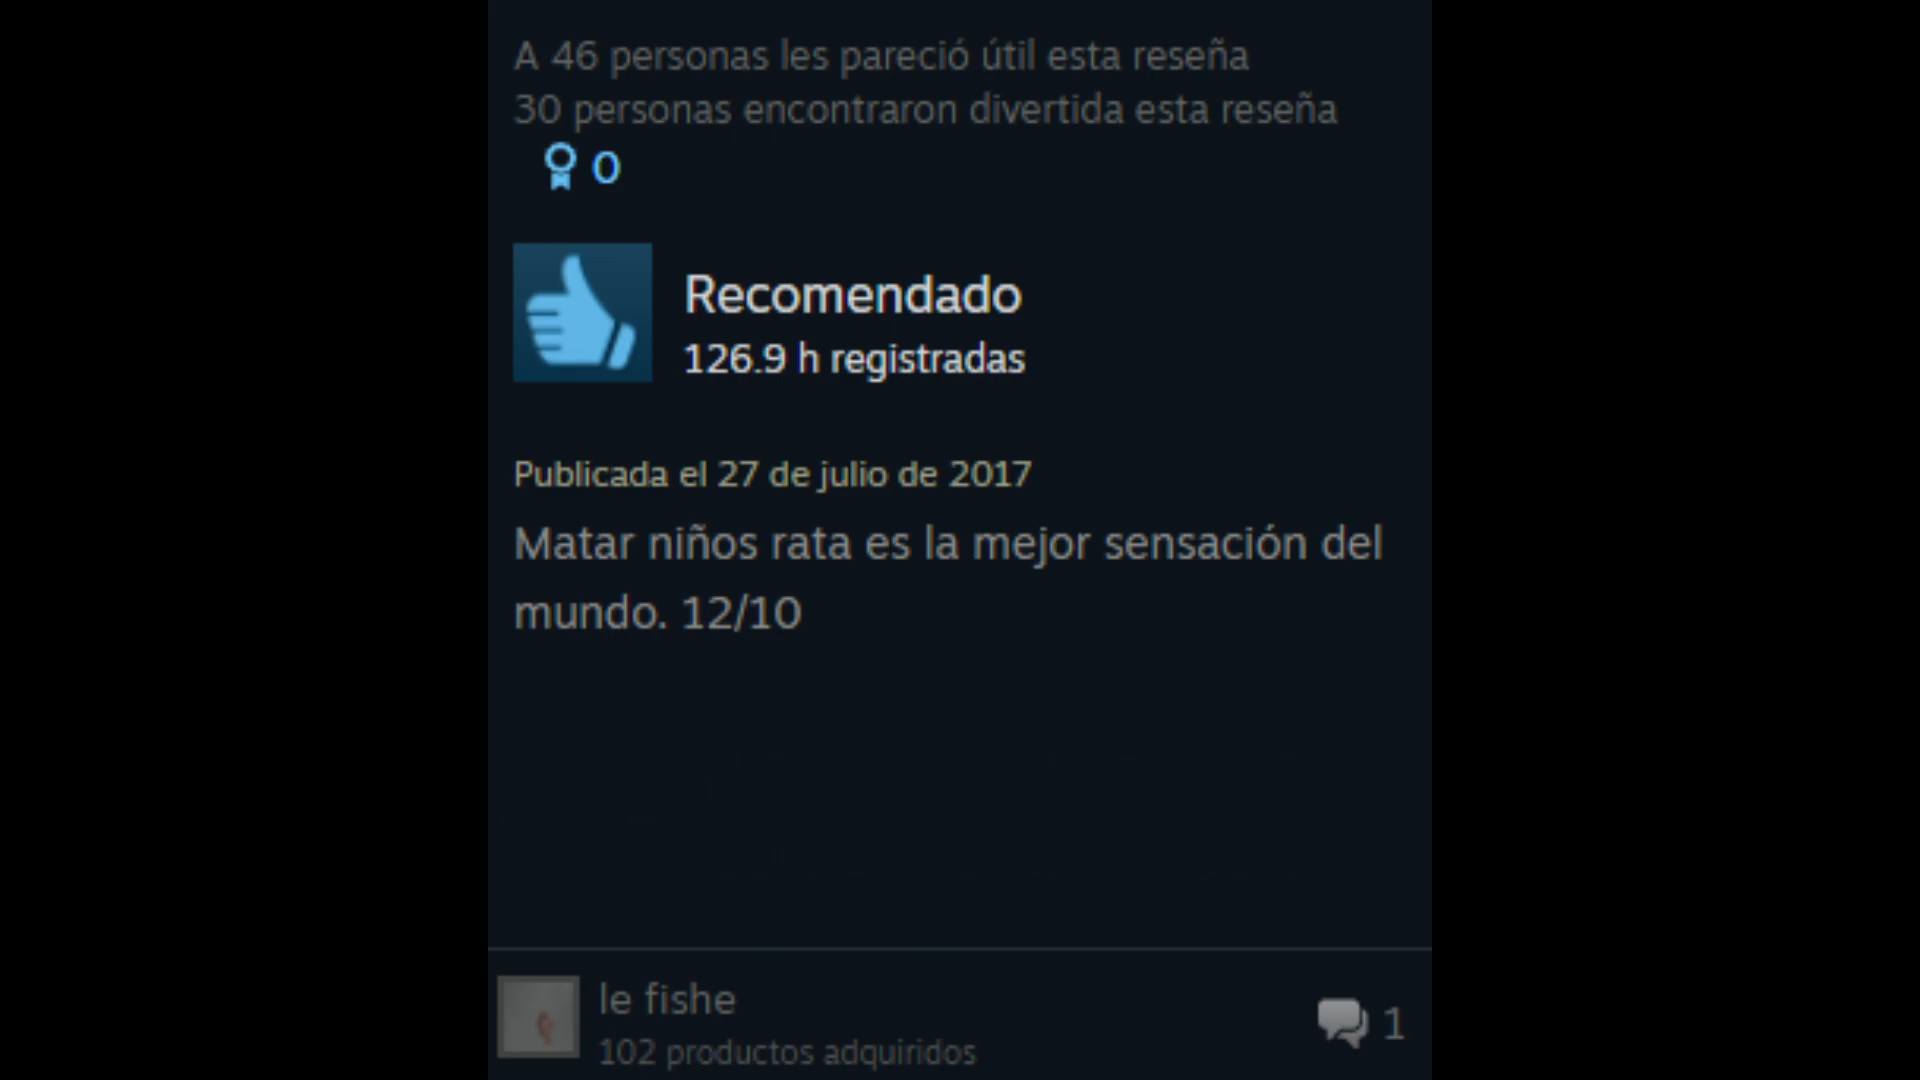 A 46 personas les pareció útil esta reseña
30 personas encontraron divertida esta reseña
0
Recomendado
126.9 h registradas
Publicada el 27 de julio de 2017
Matar niños rata es la mejor sensación del
mundo. 12/10
le fishe
1
102 productos adquiridos